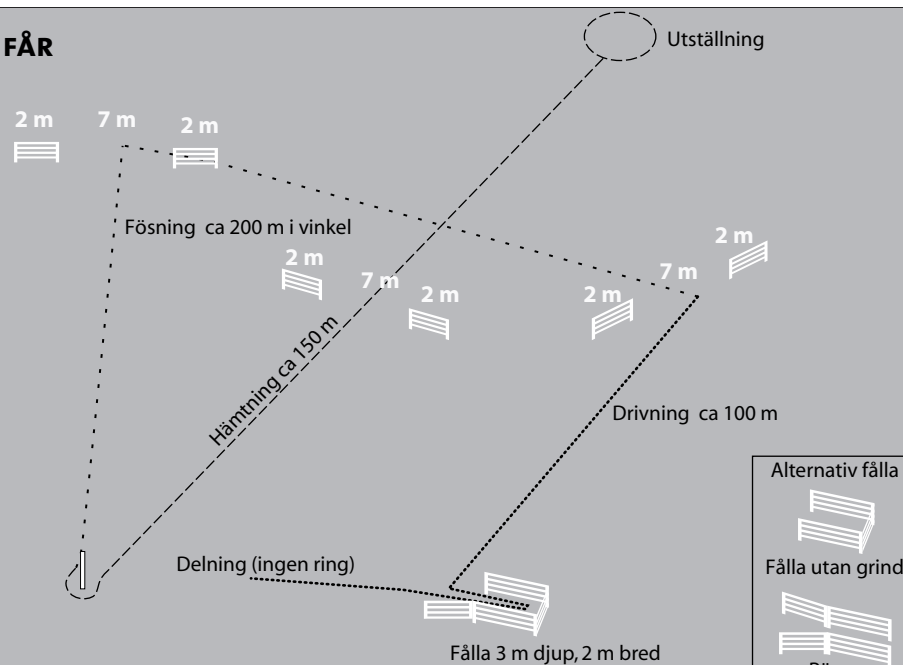 FÅR
Utställning
2 m
7 m
2 m
Fösning ca 200 m i vinkel
2 m
2 m
7 m
7 m
2 m
2 m
Hämtning ca 150 m
Drivning ca 100 m
Alternativ fålla
Fålla utan grind
Delning (ingen ring)
Fålla 3 m djup, 2 m bred